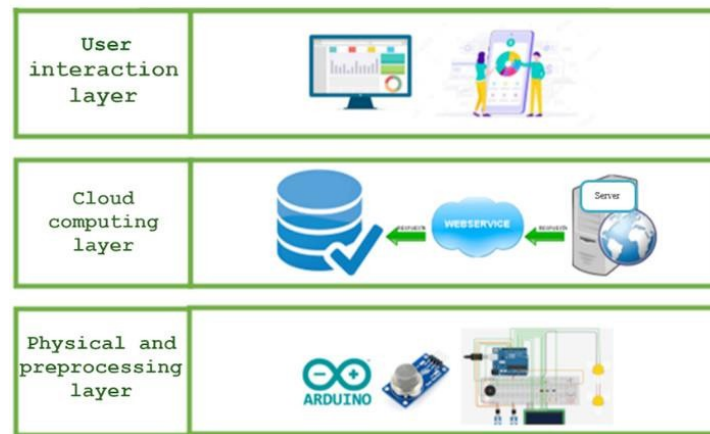 User
interaction
layer
Cloud
computing
layer
WEBSERVICE
Server
Physical and
preprocessing
layer
ARDUINO